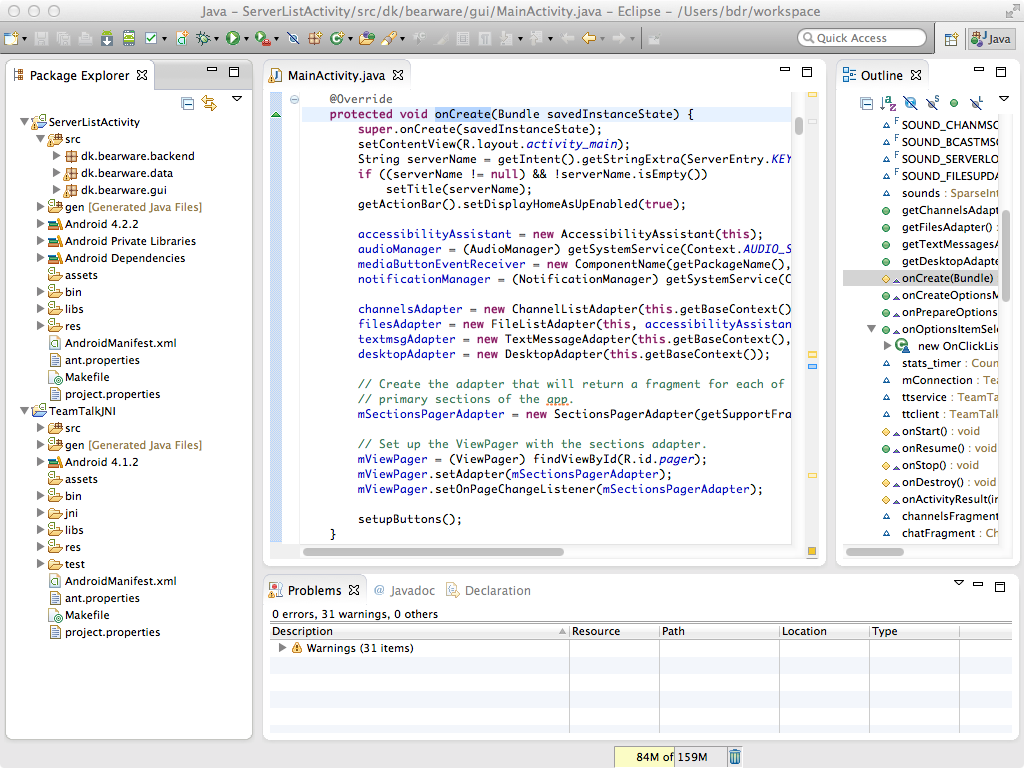 Java – ServerListActivity/src/dk/bearware/gui/MainActivity.java – Eclipse – /Users/bdr/workspace
Quick Access
Java
Package Explorer
ServerListActivity
src
dk.bearware.backend
dk.bearware.data
dk.bearware.gui
gen [Generated Java Files]
Android 4.2.2
Android Private Libraries
Android Dependencies
assets
bin
libs
res
AndroidManifest.xml
ant.properties
Makefile
project.properties
TeamTalkJNI
src
gen [Generated Java Files]
Android 4.1.2
assets
bin
jni
libs
res
test
AndroidManifest.xml
ant.properties
Makefile
project.properties
MainActivity.java
@Override
protected void onCreate(Bundle savedInstanceState) {
super.onCreate(savedInstanceState);
setContentView(R.layout.activity_main);
String serverName = getIntent().getStringExtra(ServerEntry.KEY
if ((serverName != null) && !serverName.isEmpty())
setTitle(serverName);
getActionBar().setDisplayHomeAsUpEnabled(true);
accessibilityAssistant = new AccessibilityAssistant(this);
audioManager = (AudioManager) getSystemService(Context.AUDIO_S
mediaButtonEventReceiver = new ComponentName(getPackageName(),
notificationManager = (NotificationManager) getSystemService(C
channelsAdapter = new ChannelListAdapter(this.getBaseContext()
filesAdapter = new FileListAdapter(this, accessibilityAssistan
textmsgAdapter = new TextMessageAdapter(this.getBaseContext(),
desktopAdapter = new DesktopAdapter(this.getBaseContext());
// Create the adapter that will return a fragment for each of
// primary sections of the app.
mSectionsPagerAdapter = new SectionsPagerAdapter(getSupportFra
// Set up the ViewPager with the sections adapter.
mViewPager = (ViewPager) findViewById(R.id.pager);
mViewPager.setAdapter(mSectionsPagerAdapter);
mViewPager.setOnPageChangeListener(mSectionsPagerAdapter);
setupButtons();
}
Outline
SOUND_CHANMSG
SOUND_BCASTMSG
SOUND_SERVERLO
SOUND_FILESUPDA
sounds : SparseInt
getChannelsAdapt
getFilesAdapter() :
getTextMessagesA
getDesktopAdapte
onCreate(Bundle)
onCreateOptionsM
onPrepareOptions
onOptionsItemSele
new OnClickLis
stats_timer : Coun
mConnection : Tea
ttservice : TeamTa
ttclient : TeamTalk
onStart() : void
onResume() : void
onStop() : void
onDestroy() : void
onActivityResult(in
channelsFragment
chatFragment : Ch
Problems
@ Javadoc
Declaration
0 errors, 31 warnings, 0 others
Description Resource Path Location Type
Warnings (31 items)
84M of 159M